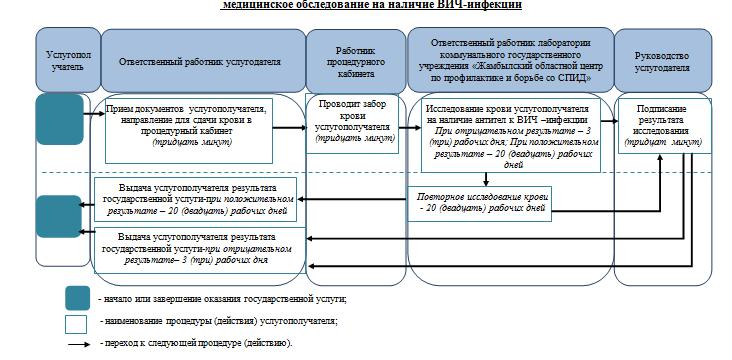 медицинское обследование на наличие ВИЧ-инфекции
Услугопол
учатель
Ответственный работник услугодателя
Работник
процедурного
кабинета
Ответственный работник лаборатории
коммунального государственного
учреждения «Жамбылский областной центр
по профилактике и борьбе со СПИД»
Руководство
услугодателя
Прием документов услугополучателя,
направление для сдачи крови в
процедурный кабинет
(тридцать минут)
Проводит забор
крови
услугополучателя
(тридцать минут)
Исследование крови услугополучателя
на наличие антител к ВИЧ –инфекции
При отрицательном результате – 3
(три) рабочих дня; При положительном
результате – 20 (двадцать) рабочих
дней
Подписание
результата
исследования
(тридцат минут)
Выдача услугополучателя результата
государственной услуги-при положительном
результате – 20 (двадцать) рабочих дней
Повторное исследование крови
- 20 (двадцать) рабочих дней
Выдача услугополучателя результата
государственной услуги-при отрицательном
результате– 3 (три) рабочих дня
- начало или завершение оказания государственной услуги;
- наименование процедуры (действия) услугополучателя;
- переход к следующей процедуре (действию).